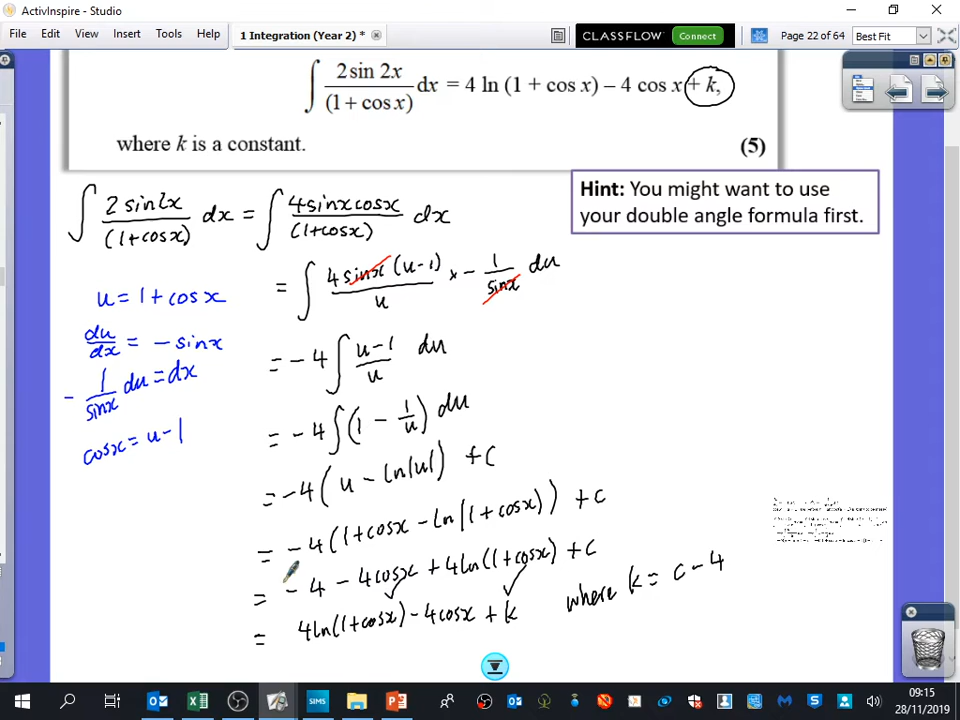 ActivInspire - Studio
File Edit View Insert Tools Help
1 Integration (Year 2) *
CLASSFLOW Connect
Page 22 of 64
Best Fit
∫ 2 sin 2x / (1 + cos x) dx = 4 ln (1 + cos x) – 4 cos x + k,
where k is a constant.
(5)
Hint: You might want to use
your double angle formula first.
∫ 2 sin2x / (1+cosx) dx = ∫ 4sinxcosx / (1+cosx) dx
= ∫ 4 sinx (u-1) / u × - 1/sinx du
u = 1 + cosx
du/dx = - sinx
= -4 ∫ u-1 / u du
- 1/sinx du = dx
= -4 ∫ (1 - 1/u) du
cosx = u - 1
= -4 ( u - ln|u| ) + c
= -4 (1+cosx - ln|1+cosx|) + c
= -4 - 4cosx + 4ln(1+cosx) + c
= 4ln(1+cosx) - 4cosx + k where k = c - 4
SIMS
09:15
28/11/2019